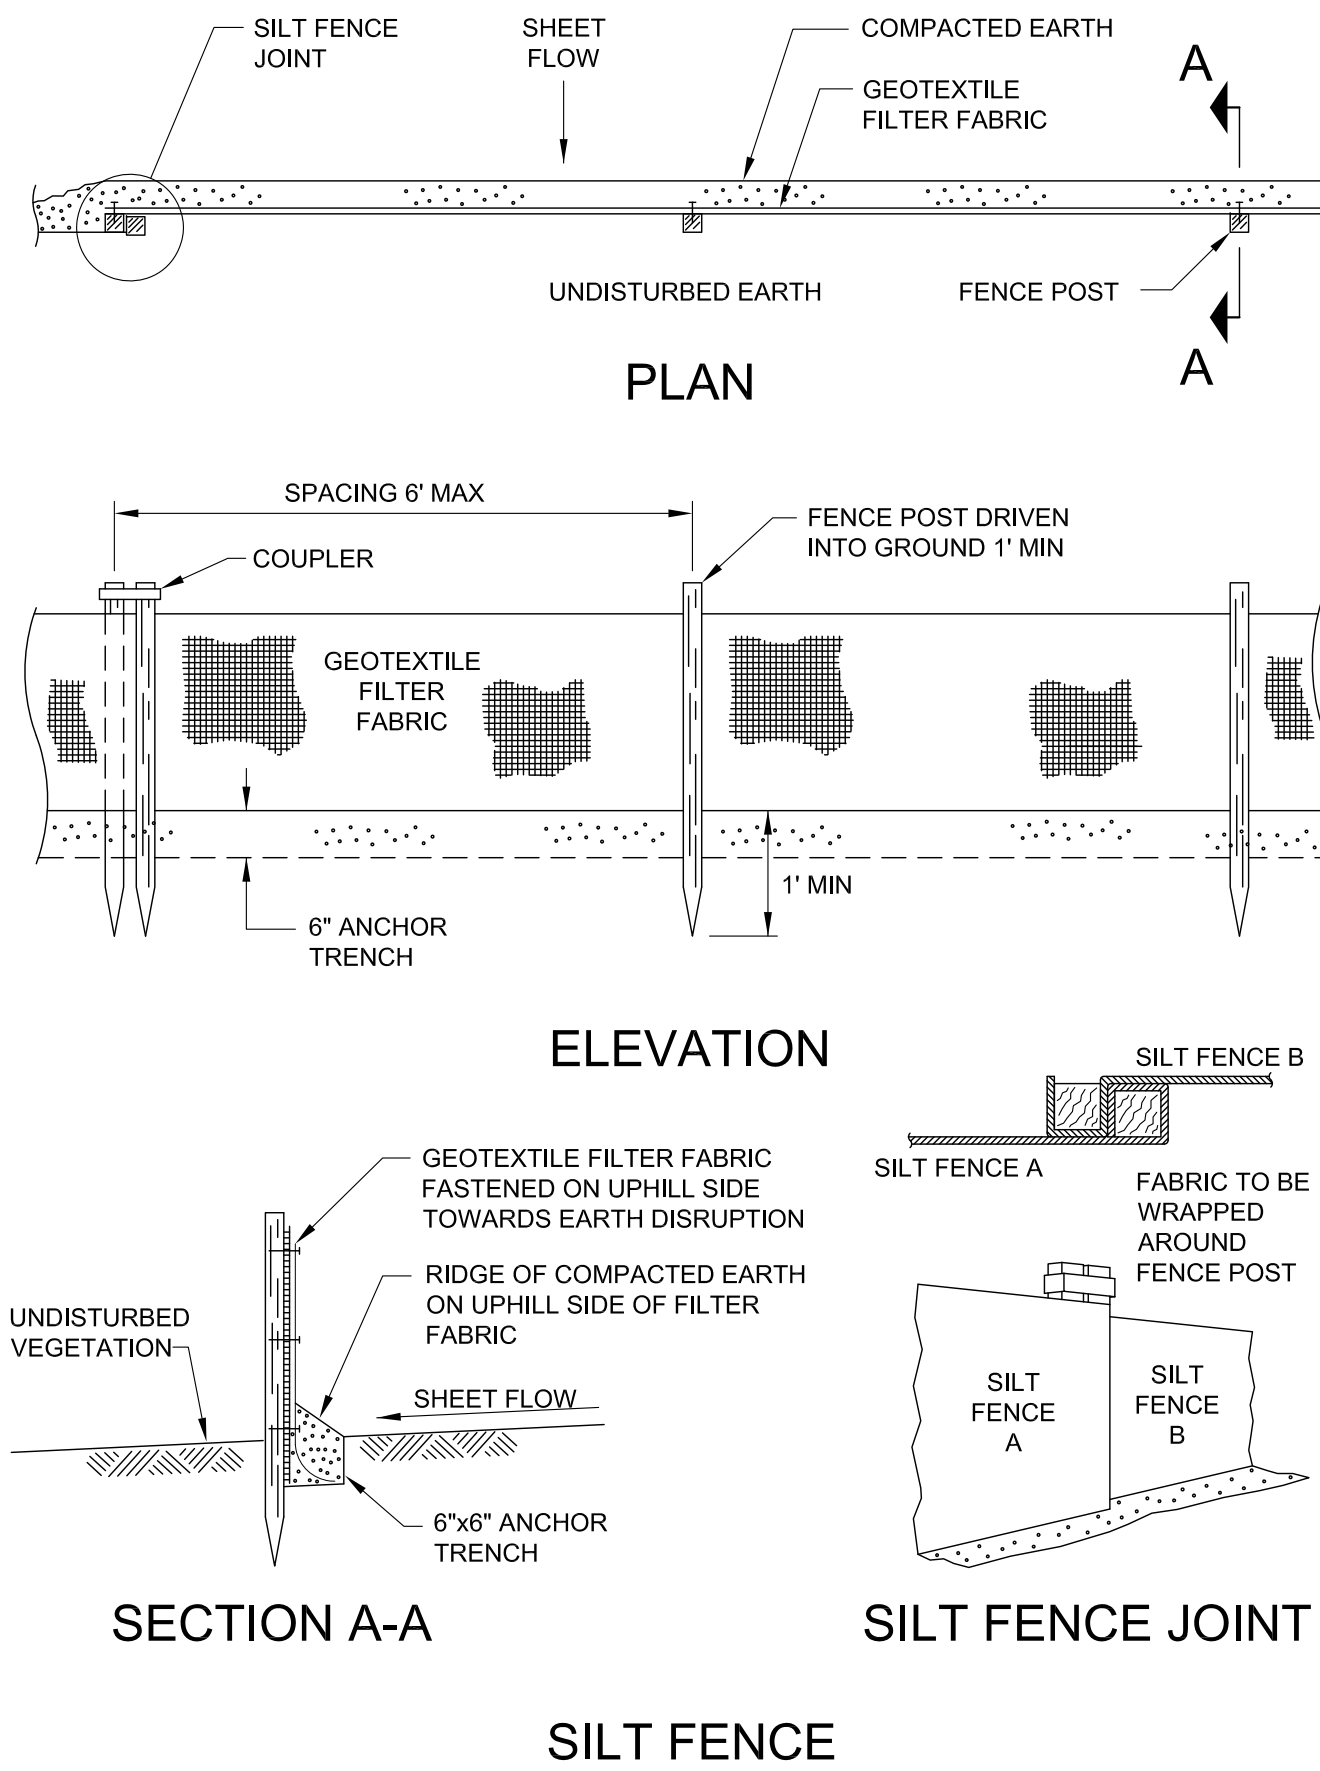 SILT FENCE
JOINT
SHEET
FLOW
COMPACTED EARTH
GEOTEXTILE
FILTER FABRIC
A
UNDISTURBED EARTH
FENCE POST
A
PLAN
SPACING 6' MAX
COUPLER
FENCE POST DRIVEN
INTO GROUND 1' MIN
GEOTEXTILE
FILTER
FABRIC
1' MIN
6" ANCHOR
TRENCH
ELEVATION
SILT FENCE B
SILT FENCE A
FABRIC TO BE
WRAPPED
AROUND
FENCE POST
GEOTEXTILE FILTER FABRIC
FASTENED ON UPHILL SIDE
TOWARDS EARTH DISRUPTION
RIDGE OF COMPACTED EARTH
ON UPHILL SIDE OF FILTER
FABRIC
UNDISTURBED
VEGETATION
SHEET FLOW
6"x6" ANCHOR
TRENCH
SILT
FENCE
A
SILT
FENCE
B
SECTION A-A
SILT FENCE JOINT
SILT FENCE